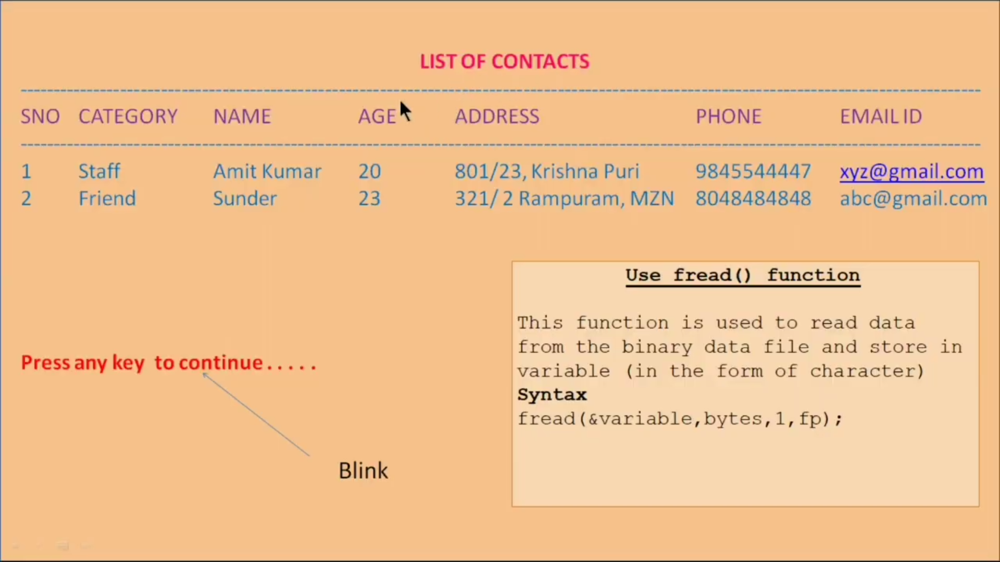 LIST OF CONTACTS
--------------------------------------------------------------------------------
SNO CATEGORY NAME AGE ADDRESS PHONE EMAIL ID
--------------------------------------------------------------------------------
1 Staff Amit Kumar 20 801/23, Krishna Puri 9845544447 xyz@gmail.com
2 Friend Sunder 23 321/ 2 Rampuram, MZN 8048484848 abc@gmail.com
Use fread() function
This function is used to read data
from the binary data file and store in
variable (in the form of character)
Syntax
fread(&variable,bytes,1,fp);
Press any key to continue . . . . .
Blink